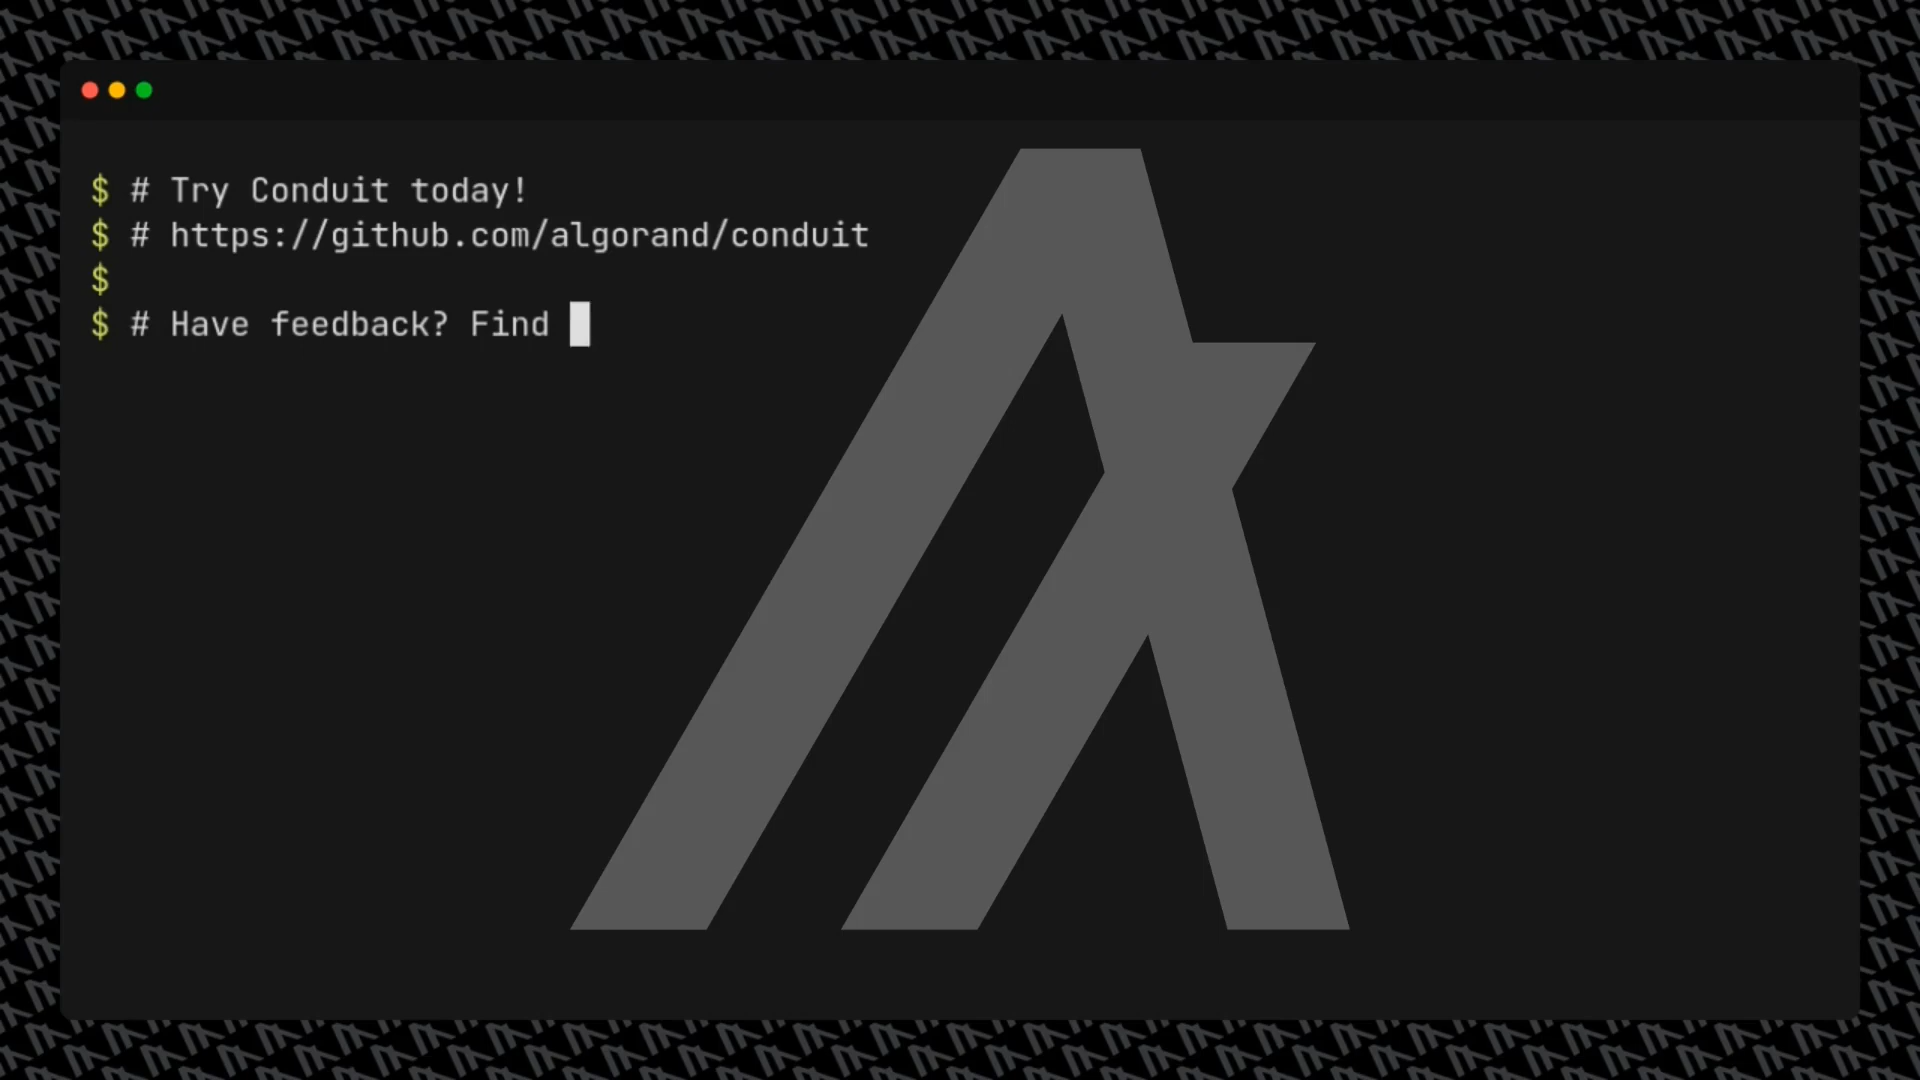 $ # Try Conduit today!
$ # https://github.com/algorand/conduit
$
$ # Have feedback? Find